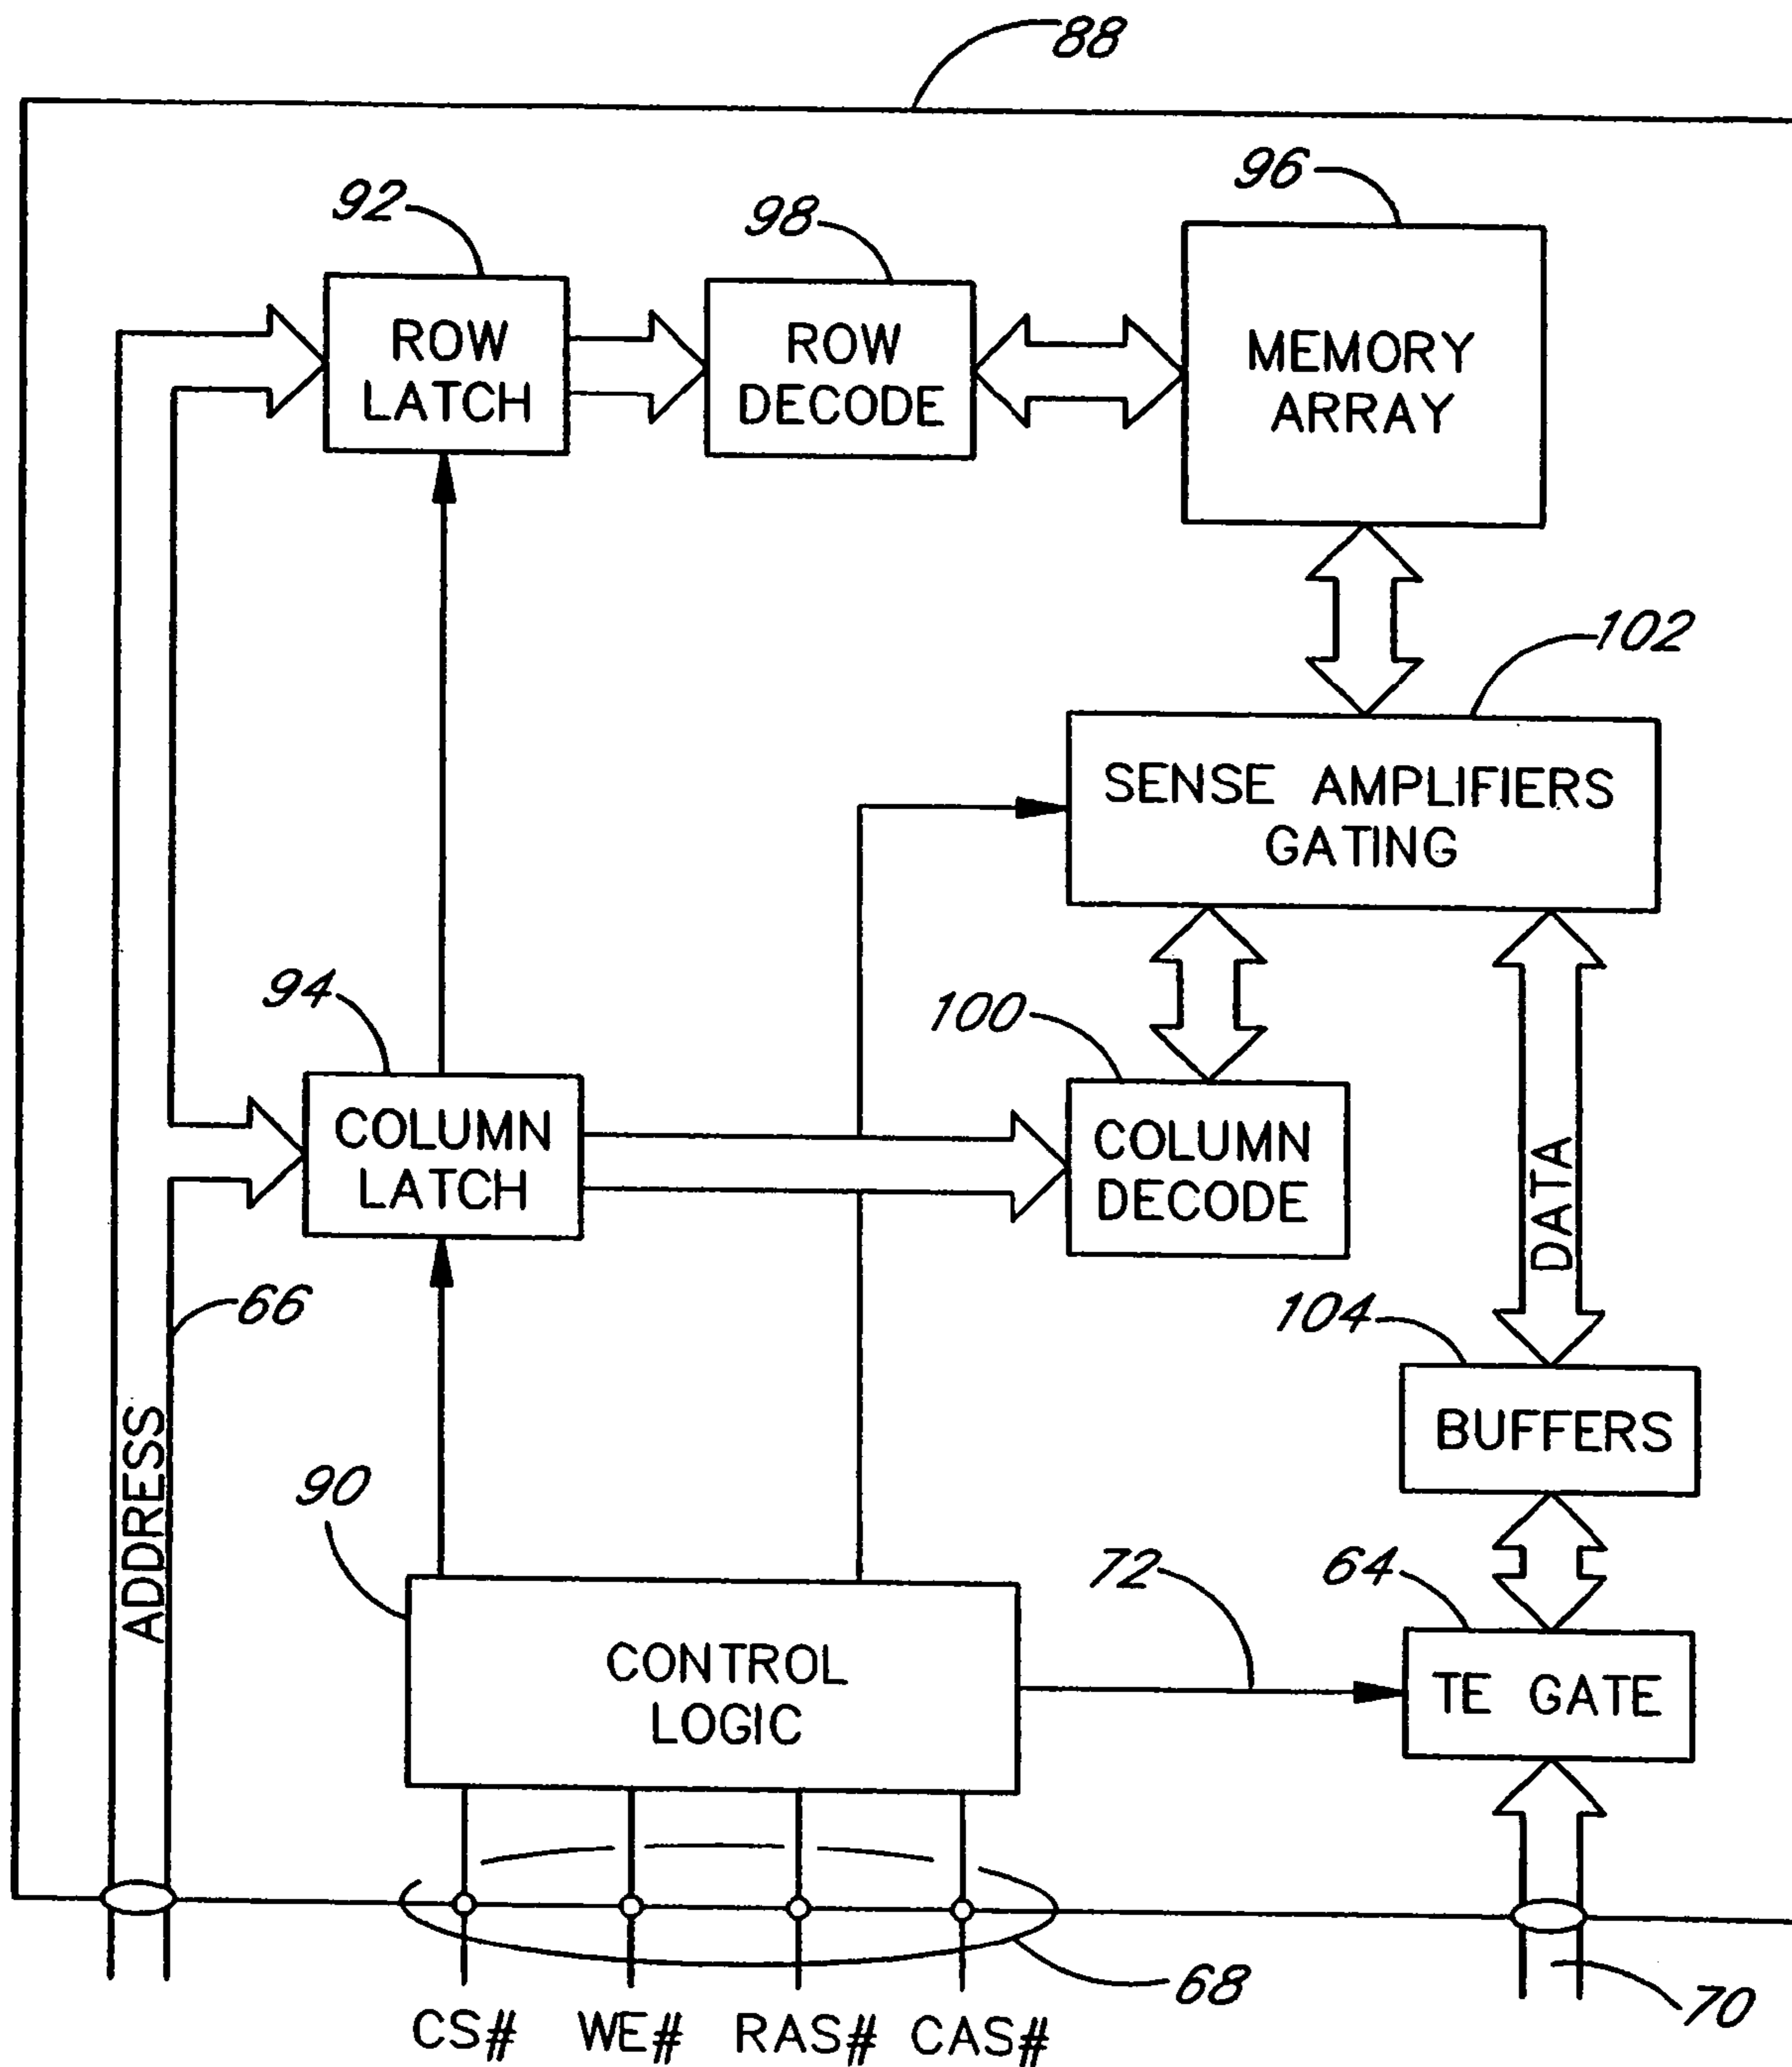 88
92
98
96
ROW
LATCH
ROW
DECODE
MEMORY
ARRAY
102
SENSE AMPLIFIERS
GATING
94
100
COLUMN
LATCH
COLUMN
DECODE
DATA
66
104
ADDRESS
BUFFERS
90
72
64
CONTROL
LOGIC
TE GATE
68
70
CS# WE# RAS# CAS#